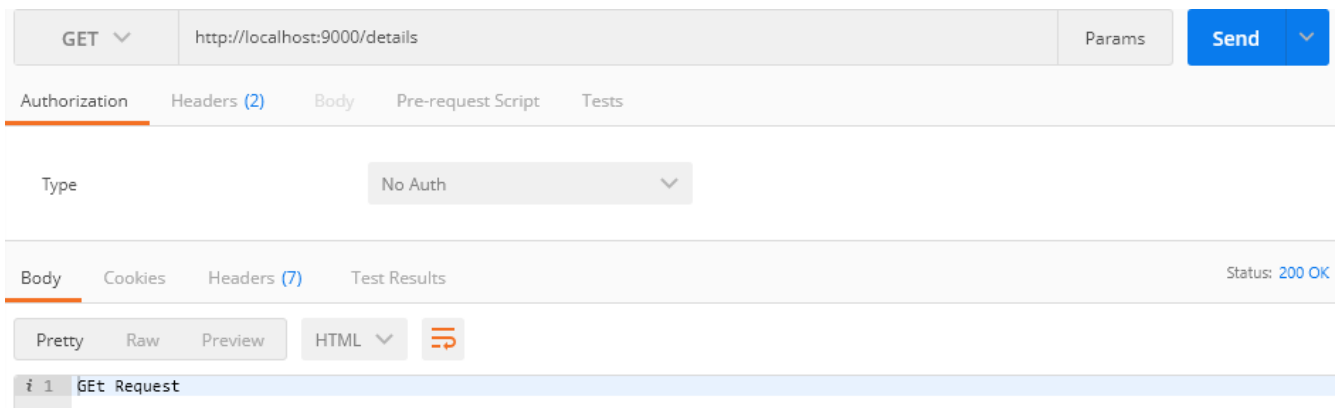 GET http://localhost:9000/details Params Send
Authorization Headers (2) Body Pre-request Script Tests
Type No Auth
Body Cookies Headers (7) Test Results Status: 200 OK
Pretty Raw Preview HTML
i 1 GEt Request